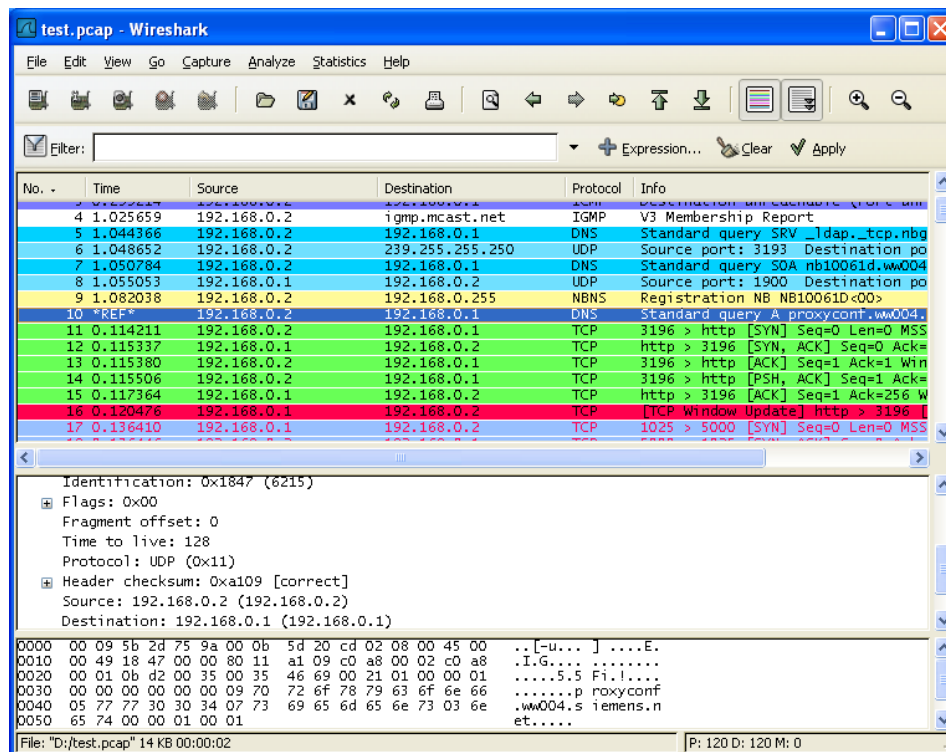 test.pcap - Wireshark
File Edit View Go Capture Analyze Statistics Help
Filter: Expression... Clear Apply
No. Time Source Destination Protocol Info
4 1.025659 192.168.0.2 igmp.mcast.net IGMP V3 Membership Report
5 1.044366 192.168.0.2 192.168.0.1 DNS Standard query SRV _ldap._tcp.nbg
6 1.048652 192.168.0.2 239.255.255.250 UDP Source port: 3193 Destination po
7 1.050784 192.168.0.2 192.168.0.1 DNS Standard query SOA nb10061d.ww004
8 1.055053 192.168.0.1 192.168.0.2 UDP Source port: 1900 Destination po
9 1.082038 192.168.0.2 192.168.0.255 NBNS Registration NB NB10061D<00>
10 *REF* 192.168.0.2 192.168.0.1 DNS Standard query A proxyconf.ww004.
11 0.114211 192.168.0.2 192.168.0.1 TCP 3196 > http [SYN] Seq=0 Len=0 MSS
12 0.115337 192.168.0.1 192.168.0.2 TCP http > 3196 [SYN, ACK] Seq=0 Ack=
13 0.115380 192.168.0.2 192.168.0.1 TCP 3196 > http [ACK] Seq=1 Ack=1 Win
14 0.115506 192.168.0.2 192.168.0.1 TCP 3196 > http [PSH, ACK] Seq=1 Ack=
15 0.117364 192.168.0.1 192.168.0.2 TCP http > 3196 [ACK] Seq=1 Ack=256 W
16 0.120476 192.168.0.1 192.168.0.2 TCP [TCP Window Update] http > 3196 [
17 0.136410 192.168.0.1 192.168.0.2 TCP 1025 > 5000 [SYN] Seq=0 Len=0 MSS
Identification: 0x1847 (6215)
Flags: 0x00
Fragment offset: 0
Time to live: 128
Protocol: UDP (0x11)
Header checksum: 0xa109 [correct]
Source: 192.168.0.2 (192.168.0.2)
Destination: 192.168.0.1 (192.168.0.1)
0000 00 09 5b 2d 75 9a 00 0b 5d 20 cd 02 08 00 45 00 ..[-u... ] ....E.
0010 00 49 18 47 00 00 80 11 a1 09 c0 a8 00 02 c0 a8 .I.G.... ........
0020 00 01 0b d2 00 35 00 35 46 69 00 21 01 00 00 01 .....5.5 Fi.!....
0030 00 00 00 00 00 00 09 70 72 6f 78 79 63 6f 6e 66 .......p roxyconf
0040 05 77 77 30 30 34 07 73 69 65 6d 65 6e 73 03 6e .ww004.s iemens.n
0050 65 74 00 00 01 00 01 et.....
File: "D:/test.pcap" 14 KB 00:00:02 P: 120 D: 120 M: 0